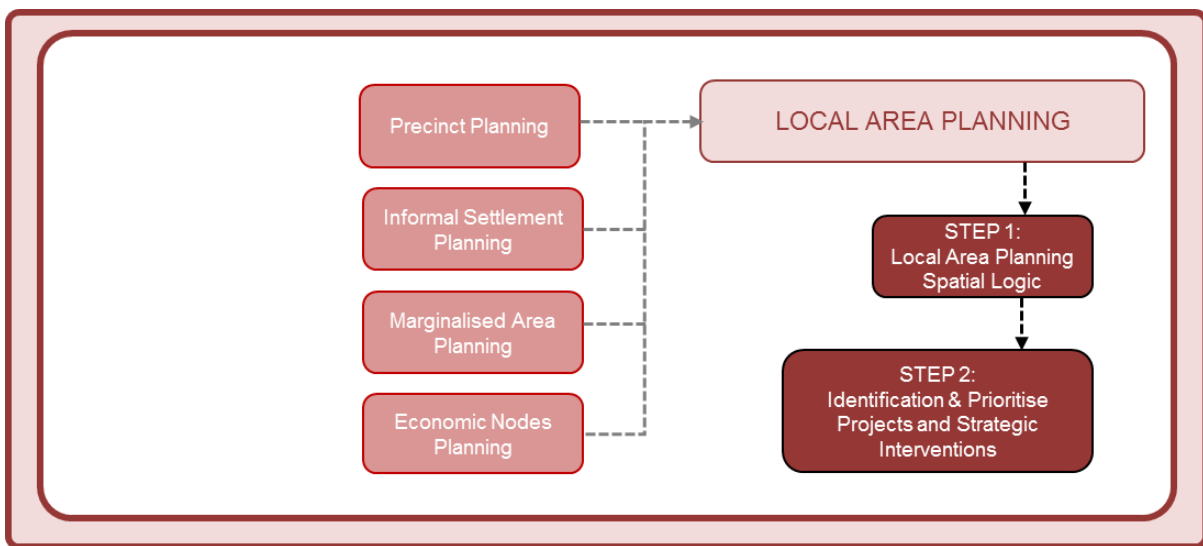 Precinct Planning
LOCAL AREA PLANNING
Informal Settlement
Planning
STEP 1:
Local Area Planning
Spatial Logic
Marginalised Area
Planning
STEP 2:
Identification & Prioritise
Projects and Strategic
Interventions
Economic Nodes
Planning